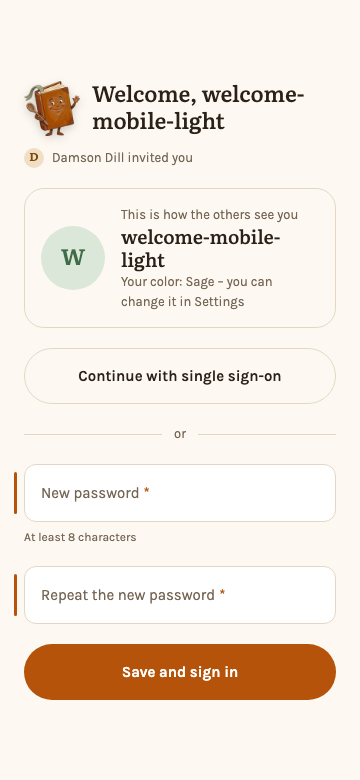 Welcome, welcome-
mobile-light
D Damson Dill invited you
This is how the others see you
W
welcome-mobile-
light
Your color: Sage – you can
change it in Settings
Continue with single sign-on
or
New password *
At least 8 characters
Repeat the new password *
Save and sign in